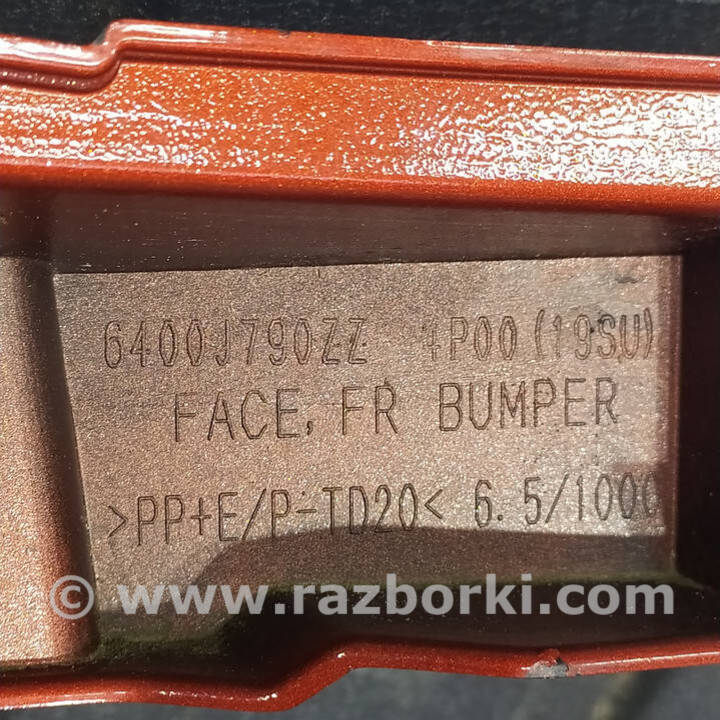 6400J790ZZ 4P00(19SU)
FACE, FR BUMPER
>PP+E/P-TD20< 6.5/1000
© www.razborki.com